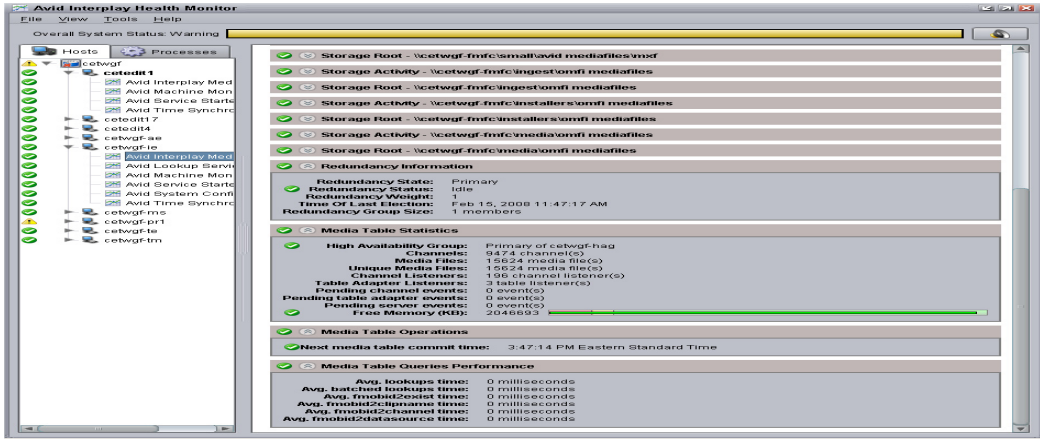 Avid Interplay Health Monitor
File View Tools Help
Overall System Status: Warning
Hosts Processes
cetwgf
cetedit1
Avid Interplay Med
Avid Machine Mon
Avid Service Starte
Avid Time Synchro
cetedit17
cetedit4
cetwgf-ae
cetwgf-ie
Avid Interplay Med
Avid Lookup Servic
Avid Machine Mon
Avid Service Starte
Avid System Confi
Avid Time Synchro
cetwgf-ms
cetwgf-pr1
cetwgf-te
cetwgf-tm
Storage Root - \\cetwgf-fmfc\small\avid mediafiles\mxf
Storage Activity - \\cetwgf-fmfc\ingest\omfi mediafiles
Storage Root - \\cetwgf-fmfc\ingest\omfi mediafiles
Storage Activity - \\cetwgf-fmfc\installers\omfi mediafiles
Storage Root - \\cetwgf-fmfc\installers\omfi mediafiles
Storage Activity - \\cetwgf-fmfc\media\omfi mediafiles
Storage Root - \\cetwgf-fmfc\media\omfi mediafiles
Redundancy Information
Redundancy State: Primary
Redundancy Status: Idle
Redundancy Weight: 1
Time Of Last Election: Feb 15, 2008 11:47:17 AM
Redundancy Group Size: 1 members
Media Table Statistics
High Availability Group: Primary of cetwgf-hag
Channels: 9474 channel(s)
Media Files: 15624 media file(s)
Unique Media Files: 15624 media file(s)
Channel Listeners: 196 channel listener(s)
Table Adapter Listeners: 3 table listener(s)
Pending channel events: 0 event(s)
Pending table adapter events: 0 event(s)
Pending server events: 0 event(s)
Free Memory (KB): 2046693
Media Table Operations
Next media table commit time: 3:47:14 PM Eastern Standard Time
Media Table Queries Performance
Avg. lookups time: 0 milliseconds
Avg. batched lookups time: 0 milliseconds
Avg. fmobid2exist time: 0 milliseconds
Avg. fmobid2clipname time: 0 milliseconds
Avg. fmobid2channel time: 0 milliseconds
Avg. fmobid2datasource time: 0 milliseconds